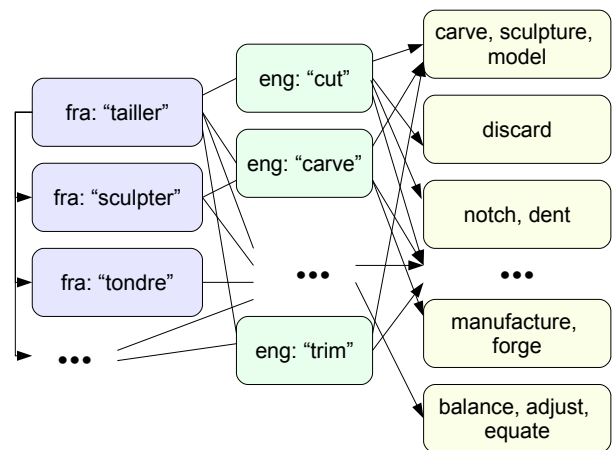 fra: “tailler”
fra: “sculpter”
fra: “tondre”
•••
eng: “cut”
eng: “carve”
•••
eng: “trim”
carve, sculpture,
model
discard
notch, dent
•••
manufacture,
forge
balance, adjust,
equate